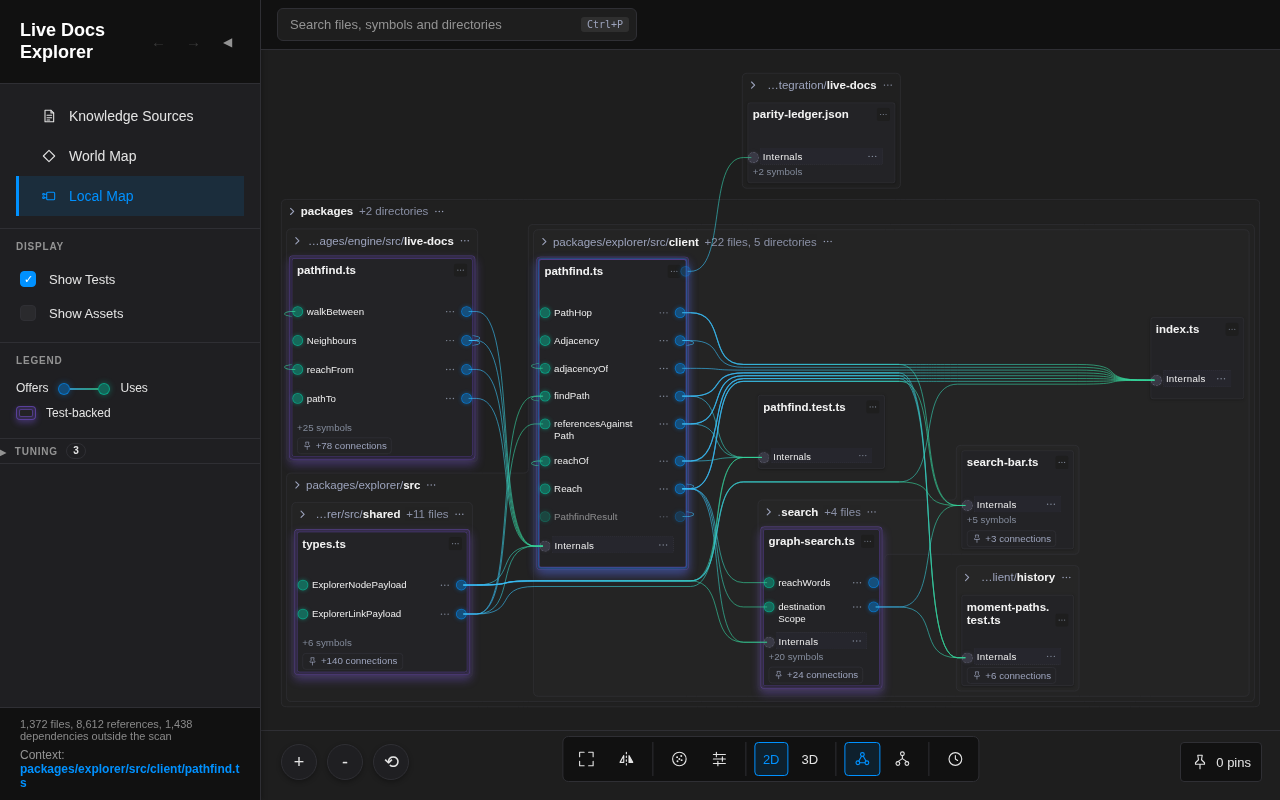 Live Docs
Explorer
← → ◀
Search files, symbols and directories
Ctrl+P
Knowledge Sources
World Map
Local Map
DISPLAY
Show Tests
Show Assets
LEGEND
Offers
Uses
Test-backed
TUNING 3
1,372 files, 8,612 references, 1,438
dependencies outside the scan
Context:
packages/explorer/src/client/pathfind.t
s
…tegration/live-docs ···
parity-ledger.json ···
Internals ···
+2 symbols
packages +2 directories ···
…ages/engine/src/live-docs ···
pathfind.ts ···
walkBetween ···
Neighbours ···
reachFrom ···
pathTo ···
+25 symbols
+78 connections
packages/explorer/src ···
…rer/src/shared +11 files ···
types.ts ···
ExplorerNodePayload ···
ExplorerLinkPayload ···
+6 symbols
+140 connections
packages/explorer/src/client +22 files, 5 directories ···
pathfind.ts ···
PathHop ···
Adjacency ···
adjacencyOf ···
findPath ···
referencesAgainst
Path ···
reachOf ···
Reach ···
PathfindResult ···
Internals ···
index.ts ···
Internals ···
pathfind.test.ts ···
Internals ···
search-bar.ts ···
Internals ···
+5 symbols
+3 connections
.search +4 files ···
graph-search.ts ···
reachWords ···
destination
Scope ···
Internals ···
+20 symbols
+24 connections
…lient/history ···
moment-paths.
test.ts ···
Internals ···
+6 connections
+ - ⟲
2D 3D
0 pins